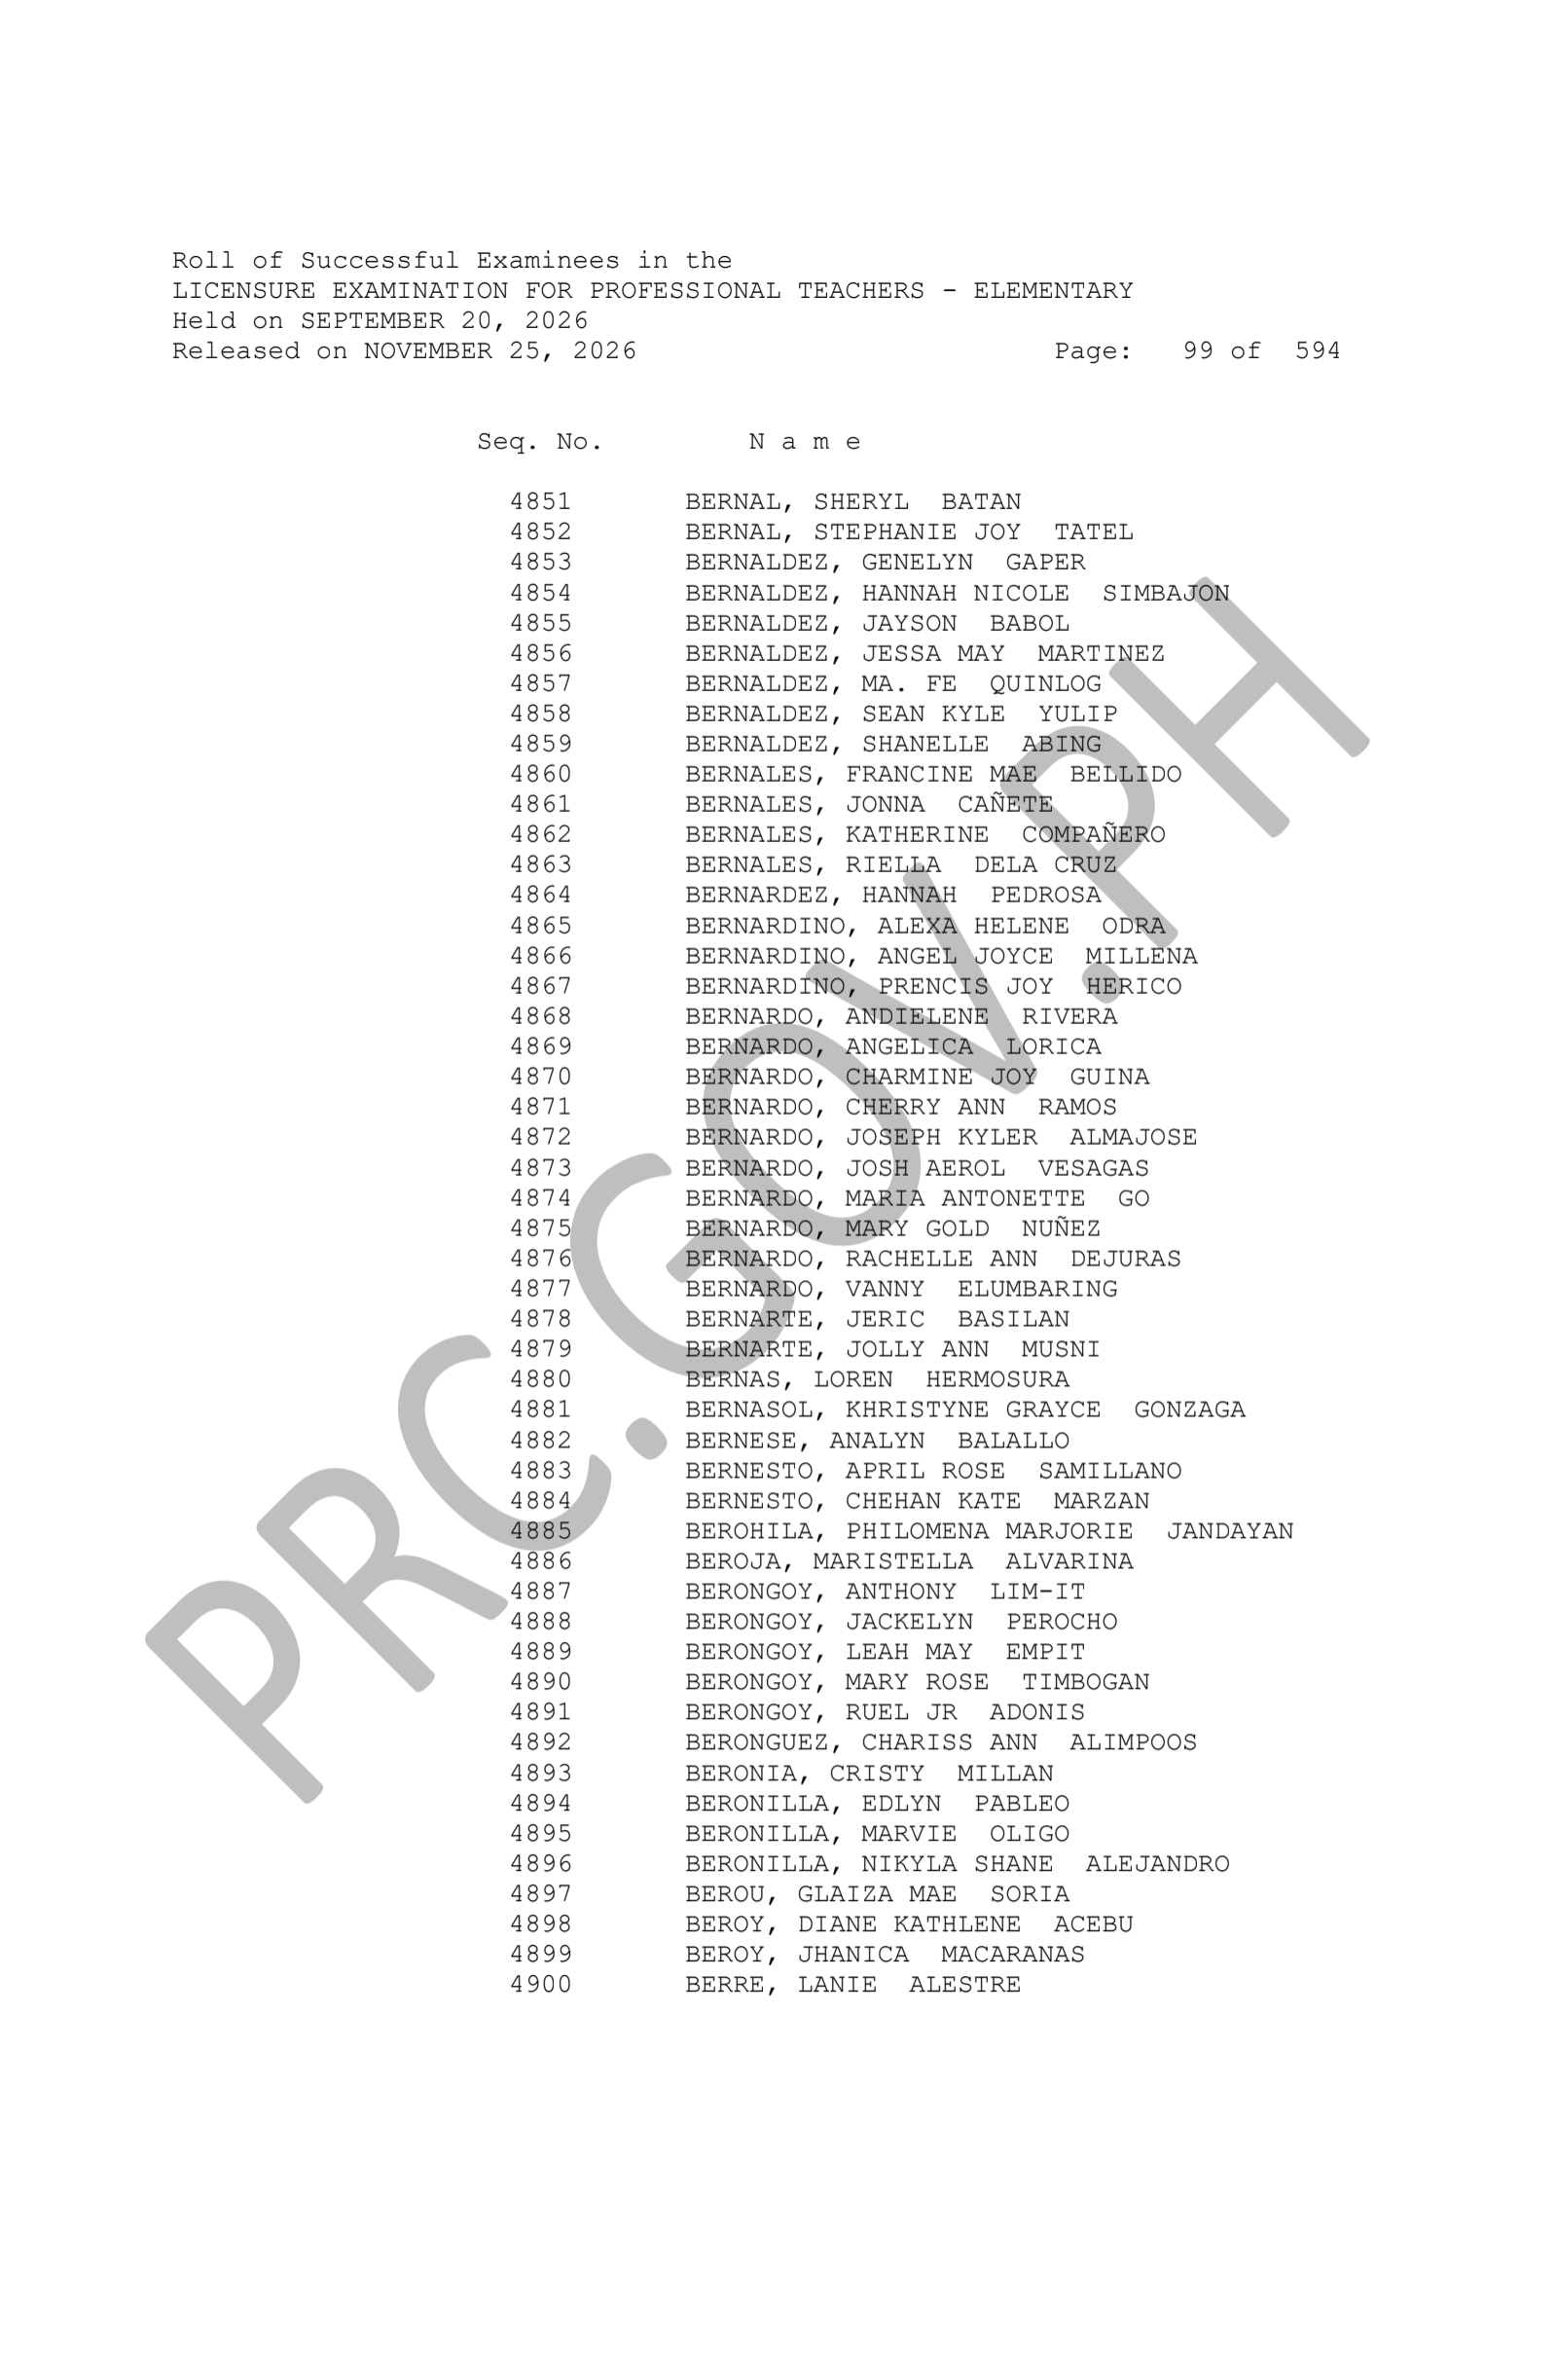 Roll of Successful Examinees in the
LICENSURE EXAMINATION FOR PROFESSIONAL TEACHERS - ELEMENTARY
Held on SEPTEMBER 20, 2026
Released on NOVEMBER 25, 2026 Page: 99 of 594
Seq. No. N a m e
4851 BERNAL, SHERYL BATAN
4852 BERNAL, STEPHANIE JOY TATEL
4853 BERNALDEZ, GENELYN GAPER
4854 BERNALDEZ, HANNAH NICOLE SIMBAJON
4855 BERNALDEZ, JAYSON BABOL
4856 BERNALDEZ, JESSA MAY MARTINEZ
4857 BERNALDEZ, MA. FE QUINLOG
4858 BERNALDEZ, SEAN KYLE YULIP
4859 BERNALDEZ, SHANELLE ABING
4860 BERNALES, FRANCINE MAE BELLIDO
4861 BERNALES, JONNA CAÑETE
4862 BERNALES, KATHERINE COMPAÑERO
4863 BERNALES, RIELLA DELA CRUZ
4864 BERNARDEZ, HANNAH PEDROSA
4865 BERNARDINO, ALEXA HELENE ODRA
4866 BERNARDINO, ANGEL JOYCE MILLENA
4867 BERNARDINO, PRENCIS JOY HERICO
4868 BERNARDO, ANDIELENE RIVERA
4869 BERNARDO, ANGELICA LORICA
4870 BERNARDO, CHARMINE JOY GUINA
4871 BERNARDO, CHERRY ANN RAMOS
4872 BERNARDO, JOSEPH KYLER ALMAJOSE
4873 BERNARDO, JOSH AEROL VESAGAS
4874 BERNARDO, MARIA ANTONETTE GO
4875 BERNARDO, MARY GOLD NUÑEZ
4876 BERNARDO, RACHELLE ANN DEJURAS
4877 BERNARDO, VANNY ELUMBARING
4878 BERNARTE, JERIC BASILAN
4879 BERNARTE, JOLLY ANN MUSNI
4880 BERNAS, LOREN HERMOSURA
4881 BERNASOL, KHRISTYNE GRAYCE GONZAGA
4882 BERNESE, ANALYN BALALLO
4883 BERNESTO, APRIL ROSE SAMILLANO
4884 BERNESTO, CHEHAN KATE MARZAN
4885 BEROHILA, PHILOMENA MARJORIE JANDAYAN
4886 BEROJA, MARISTELLA ALVARINA
4887 BERONGOY, ANTHONY LIM-IT
4888 BERONGOY, JACKELYN PEROCHO
4889 BERONGOY, LEAH MAY EMPIT
4890 BERONGOY, MARY ROSE TIMBOGAN
4891 BERONGOY, RUEL JR ADONIS
4892 BERONGUEZ, CHARISS ANN ALIMPOOS
4893 BERONIA, CRISTY MILLAN
4894 BERONILLA, EDLYN PABLEO
4895 BERONILLA, MARVIE OLIGO
4896 BERONILLA, NIKYLA SHANE ALEJANDRO
4897 BEROU, GLAIZA MAE SORIA
4898 BEROY, DIANE KATHLENE ACEBU
4899 BEROY, JHANICA MACARANAS
4900 BERRE, LANIE ALESTRE
PRC.GOV.PH